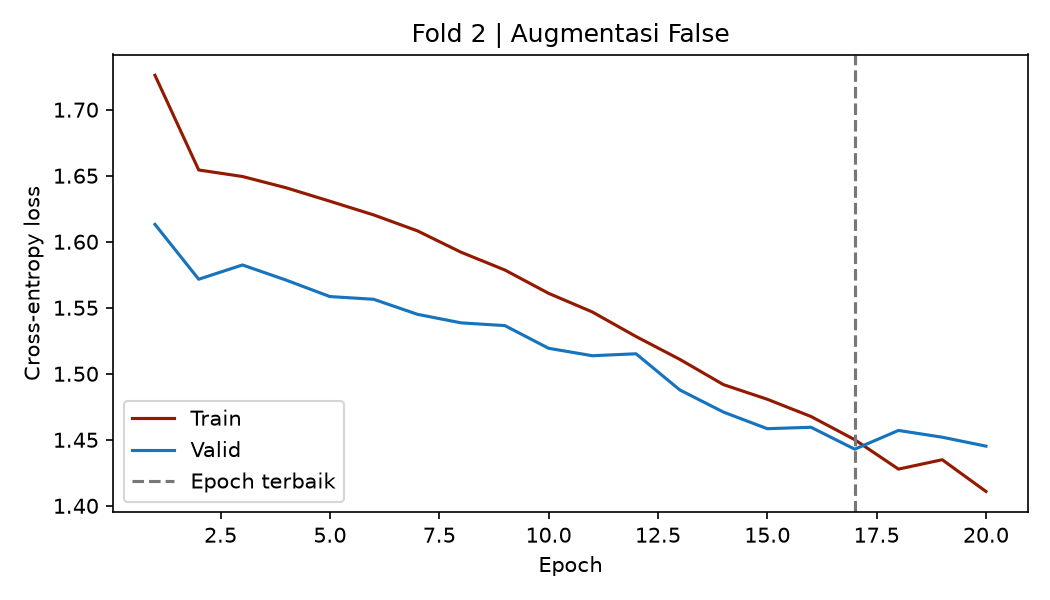 Fold 2 | Augmentasi False
Cross-entropy loss
1.70
1.65
1.60
1.55
1.50
1.45
1.40
Train
Valid
Epoch terbaik
2.5 5.0 7.5 10.0 12.5 15.0 17.5 20.0
Epoch